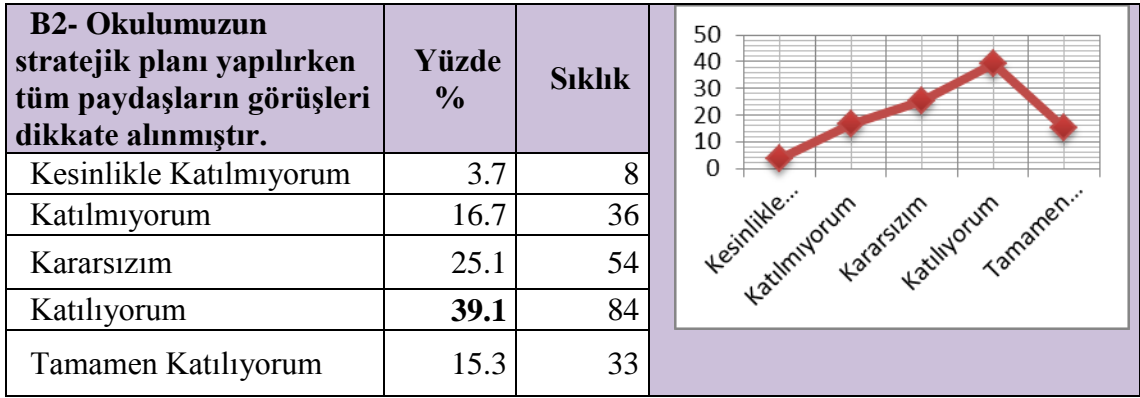 B2- Okulumuzun
stratejik planı yapılırken
tüm paydaşların görüşleri
dikkate alınmıştır.
Yüzde
%
Sıklık
Kesinlikle Katılmıyorum 3.7 8
Katılmıyorum 16.7 36
Kararsızım 25.1 54
Katılıyorum 39.1 84
Tamamen Katılıyorum 15.3 33
50
40
30
20
10
0
Kesinlikle...
Katılmıyorum
Kararsızım
Katılıyorum
Tamamen...